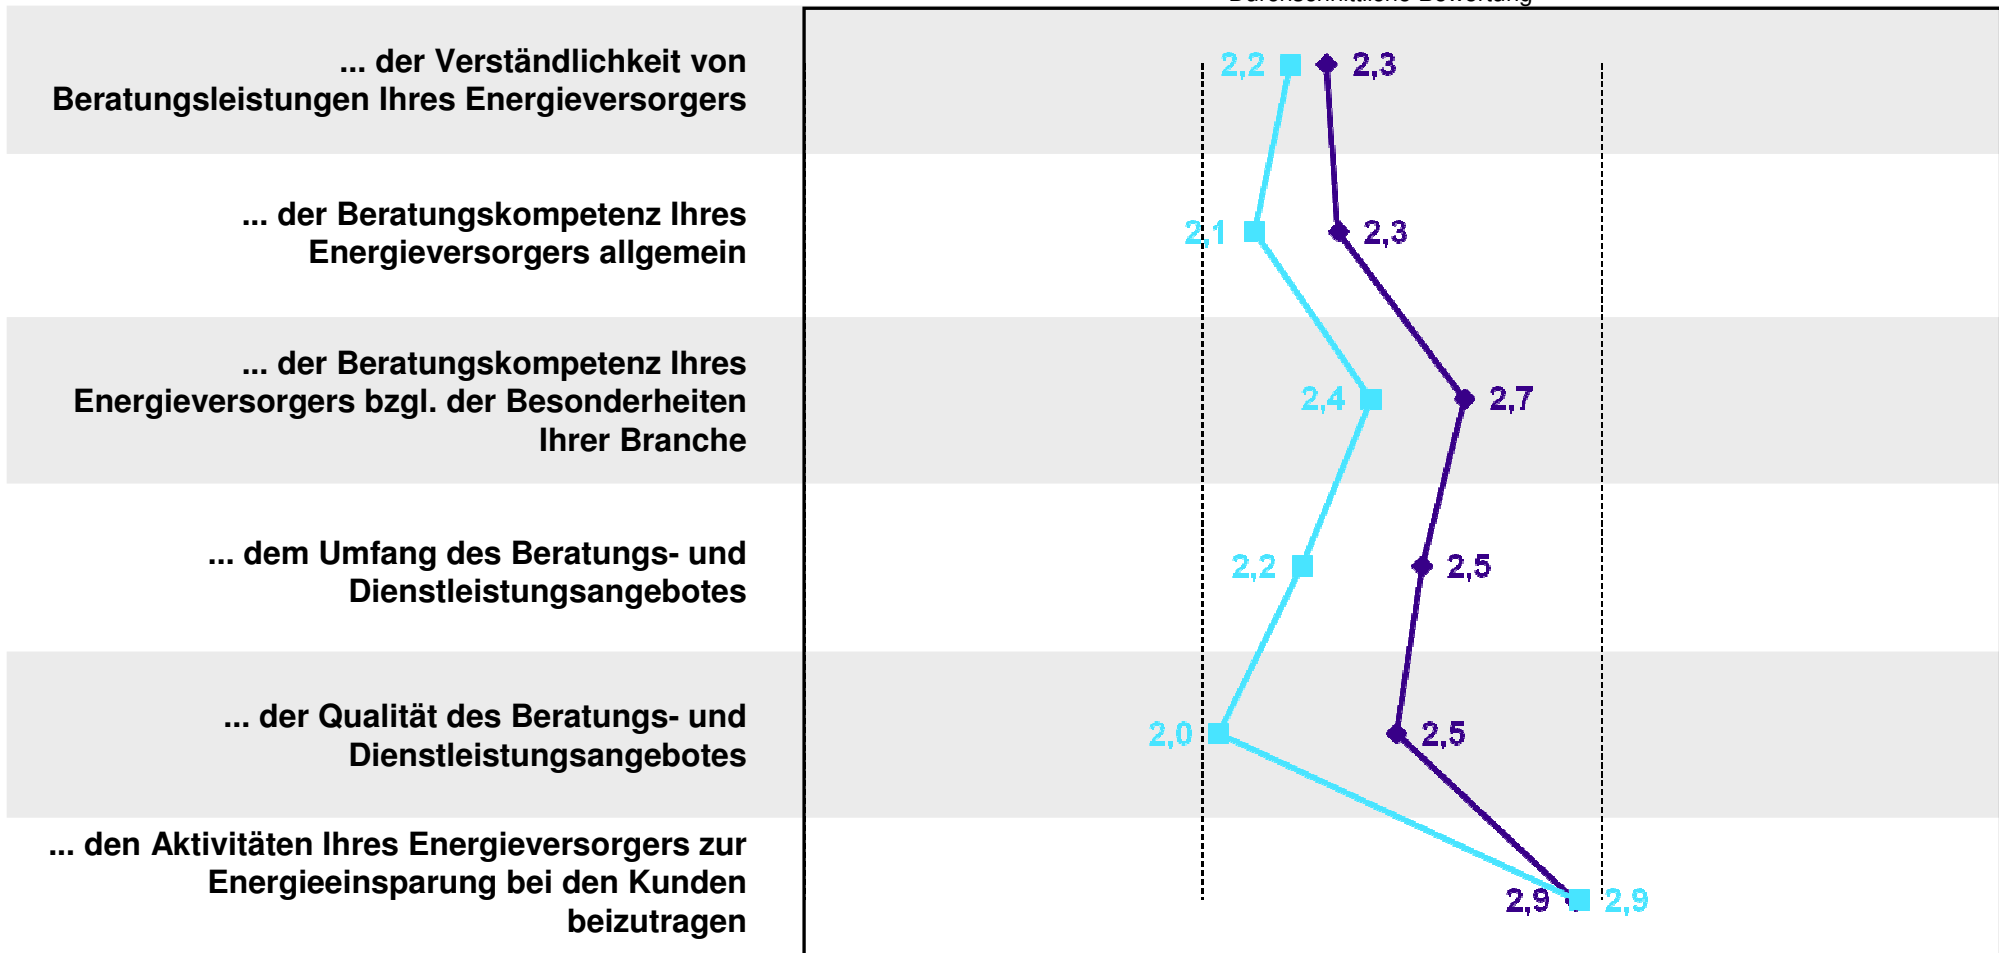 Durchschnittliche Bewertung
... der Verständlichkeit von
Beratungsleistungen Ihres Energieversorgers
2,2 2,3
... der Beratungskompetenz Ihres
Energieversorgers allgemein
2,1 2,3
... der Beratungskompetenz Ihres
Energieversorgers bzgl. der Besonderheiten
Ihrer Branche
2,4 2,7
... dem Umfang des Beratungs- und
Dienstleistungsangebotes
2,2 2,5
... der Qualität des Beratungs- und
Dienstleistungsangebotes
2,0 2,5
... den Aktivitäten Ihres Energieversorgers zur
Energieeinsparung bei den Kunden
beizutragen
2,9 2,9